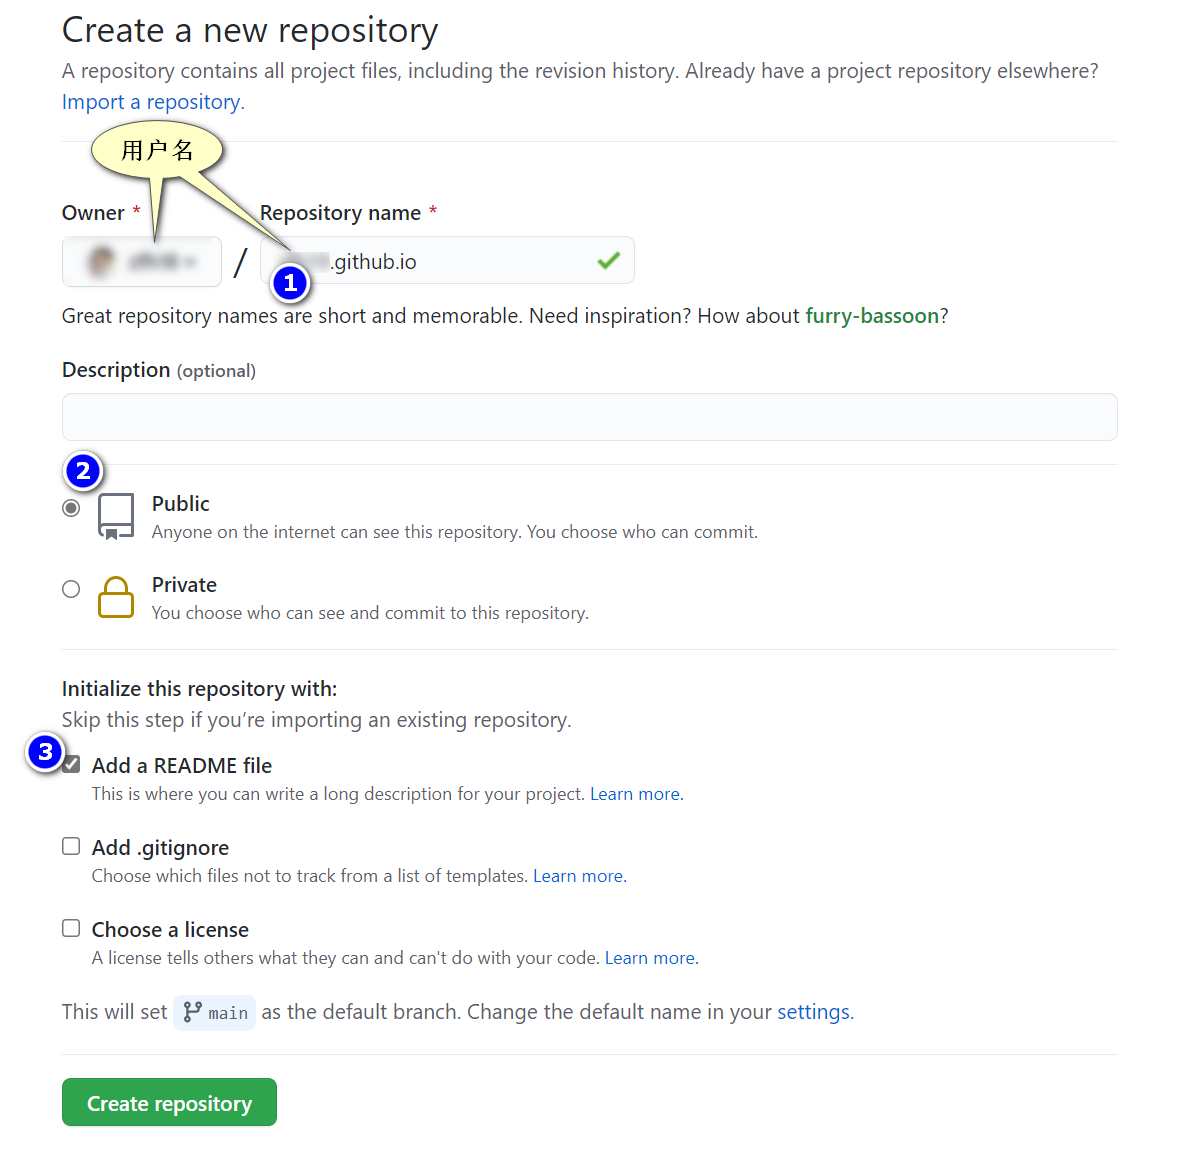 Create a new repository
A repository contains all project files, including the revision history. Already have a project repository elsewhere?
Import a repository.
用户名
Owner *
Repository name *
/
.github.io
1
Great repository names are short and memorable. Need inspiration? How about furry-bassoon?
Description (optional)
2
Public
Anyone on the internet can see this repository. You choose who can commit.
Private
You choose who can see and commit to this repository.
Initialize this repository with:
Skip this step if you’re importing an existing repository.
3
Add a README file
This is where you can write a long description for your project. Learn more.
Add .gitignore
Choose which files not to track from a list of templates. Learn more.
Choose a license
A license tells others what they can and can't do with your code. Learn more.
This will set main as the default branch. Change the default name in your settings.
Create repository